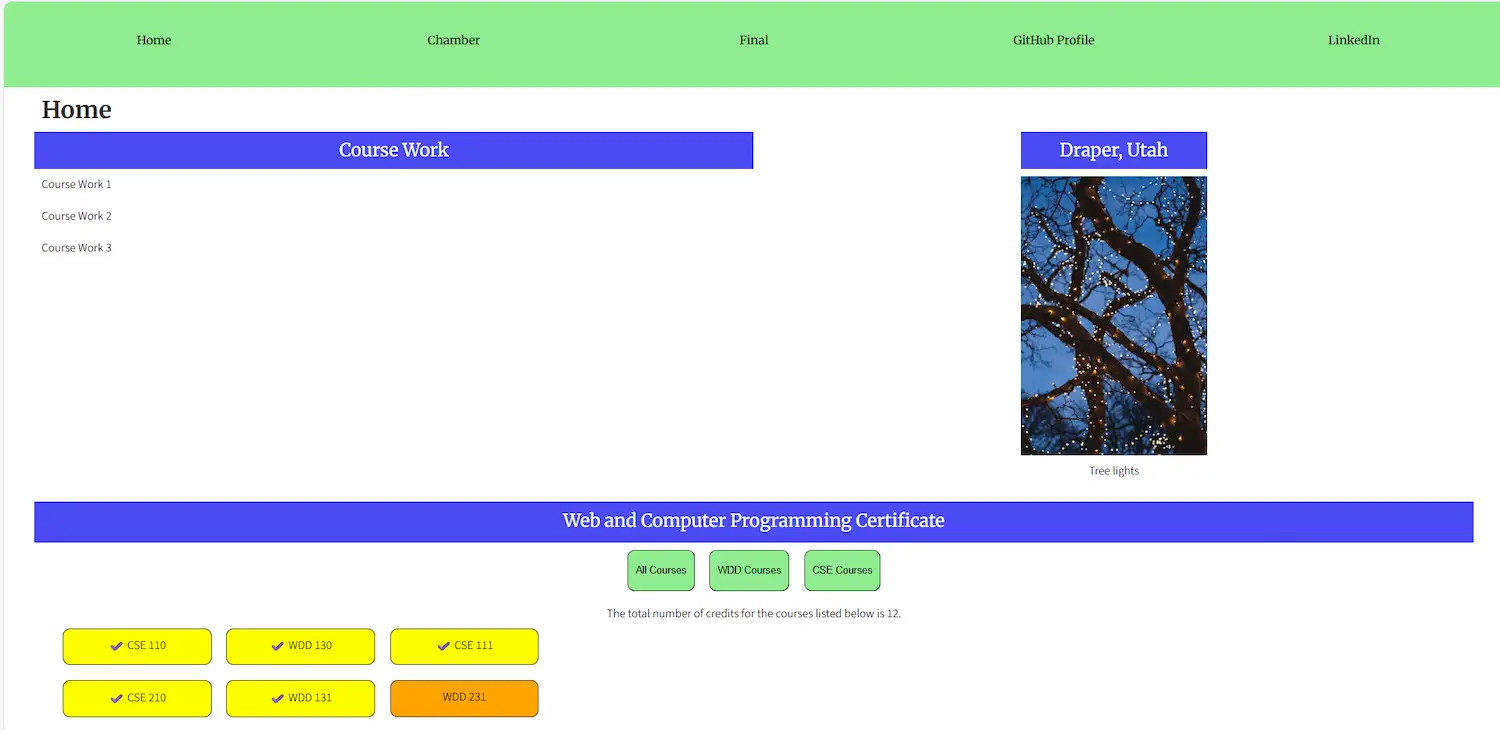 Home Chamber Final GitHub Profile LinkedIn
Home
Course Work
Course Work 1
Course Work 2
Course Work 3
Draper, Utah
Tree lights
Web and Computer Programming Certificate
All Courses WDD Courses CSE Courses
The total number of credits for the courses listed below is 12.
✔ CSE 110 ✔ WDD 130 ✔ CSE 111
✔ CSE 210 ✔ WDD 131 WDD 231